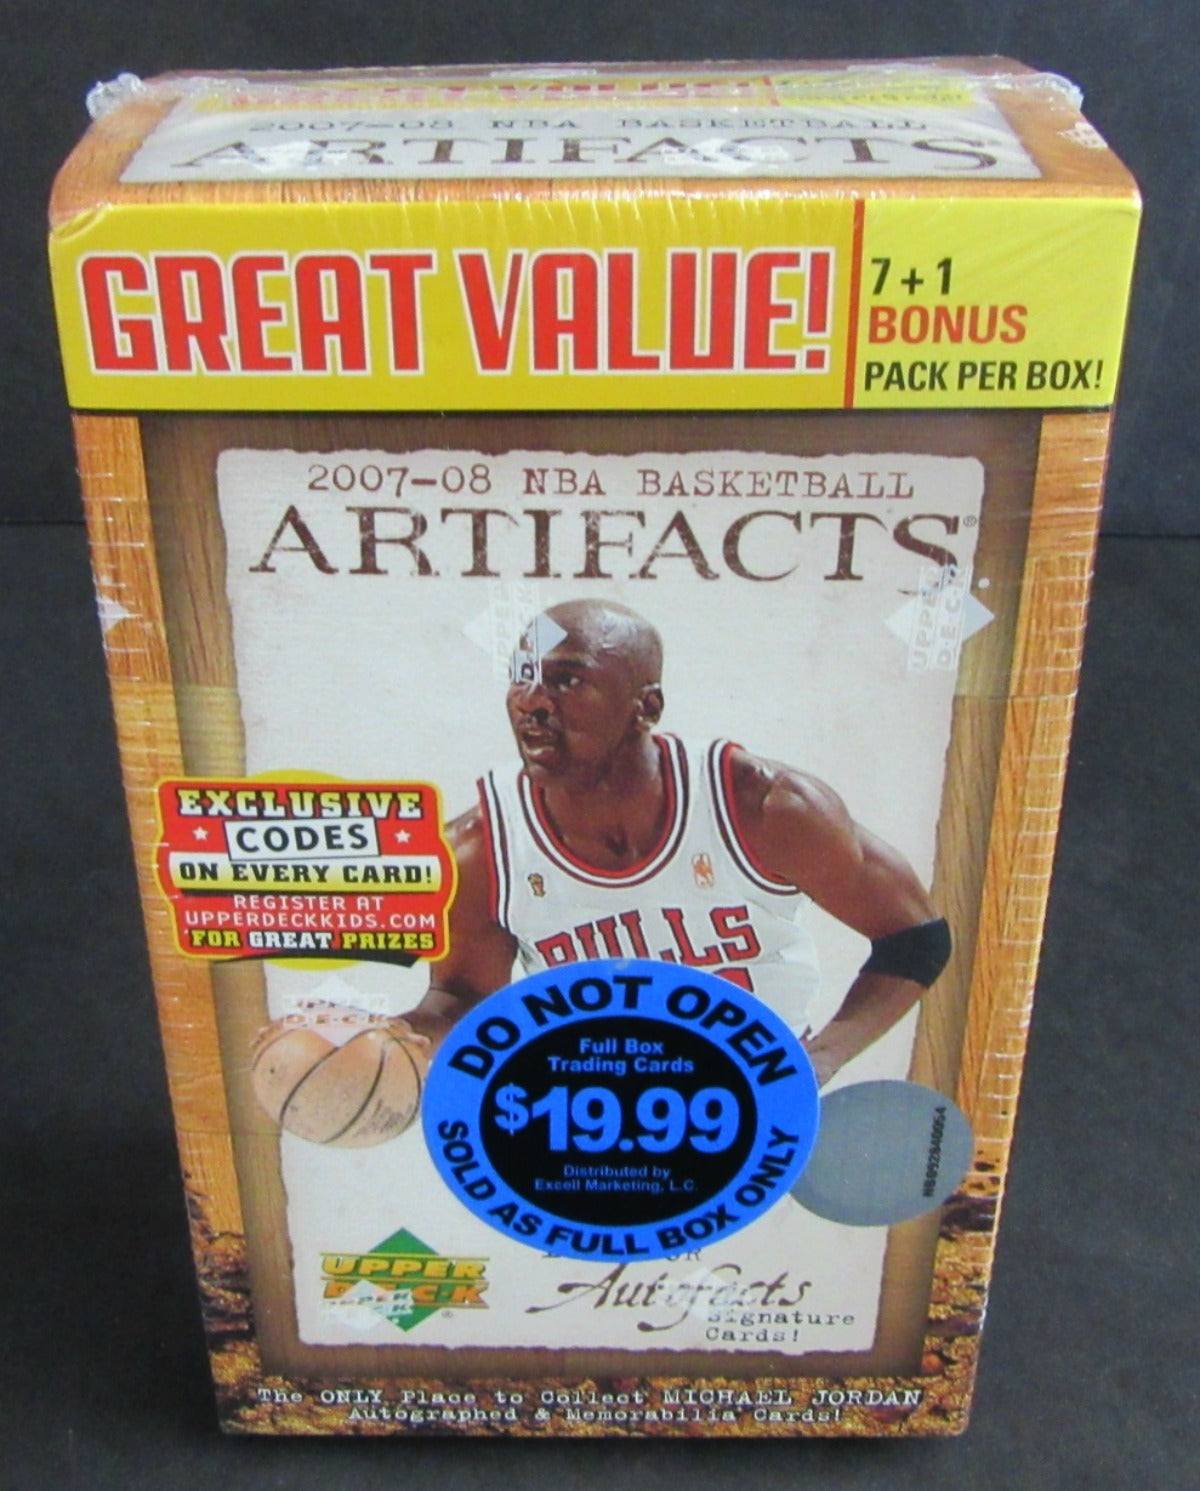 2007-08 NBA BASKETBALL
ARTIFACTS
GREAT VALUE!
7 + 1
BONUS
PACK PER BOX!
2007-08 NBA BASKETBALL
ARTIFACTS®
UPPER
D.E.C.K
UPPER
D.E.C.K
EXCLUSIVE
CODES
ON EVERY CARD!
REGISTER AT
UPPERDECKKIDS.COM
FOR GREAT PRIZES
BULLS
UPPER
D.E.C.K
DO NOT OPEN
Full Box
Trading Cards
$19.99
Distributed by
Excell Marketing, L.C.
SOLD AS FULL BOX ONLY
UPPER
DECK®
Autofacts
Signature
Cards!
The ONLY Place to Collect MICHAEL JORDAN
Autographed & Memorabilia Cards!